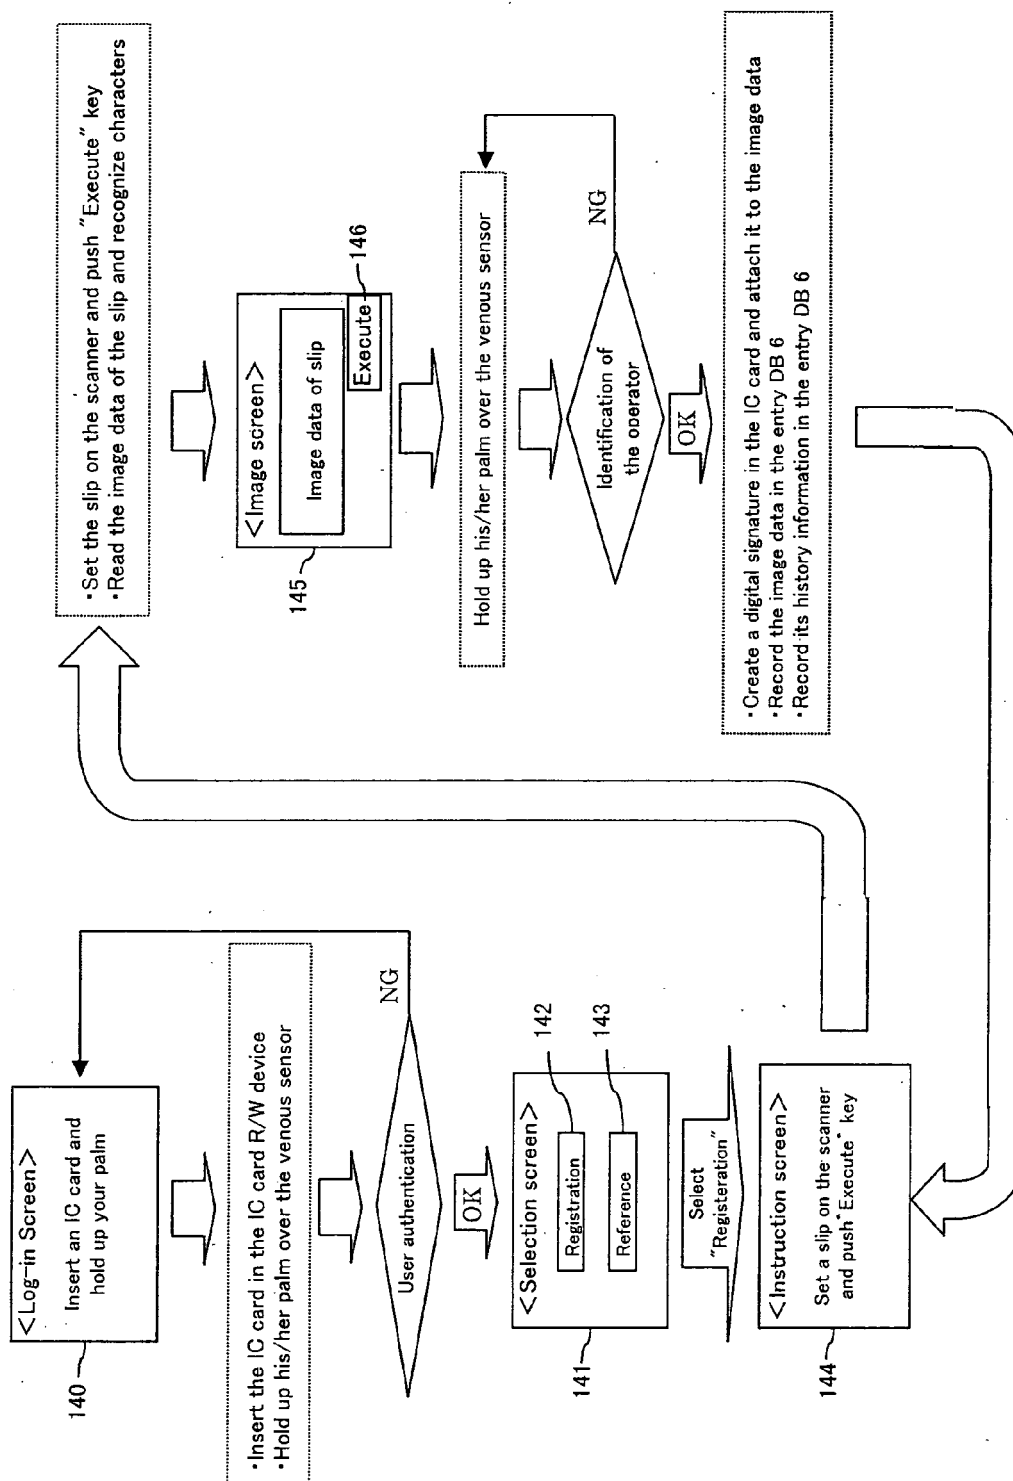 <Log-in Screen>
Insert an IC card and
hold up your palm
140
・Insert the IC card in the IC card R/W device
・Hold up his/her palm over the venous sensor
User authentication
NG
OK
<Selection screen>
Registration
142
Reference
143
141
Select
"Registeration"
<Instruction screen>
Set a slip on the scanner
and push "Execute" key
144
・Set the slip on the scanner and push "Execute" key
・Read the image data of the slip and recognize characters
<Image screen>
Image data of slip
Execute
146
145
Hold up his/her palm over the venous sensor
Identification of
the operator
NG
OK
・Create a digital signature in the IC card and attach it to the image data
・Record the image data in the entry DB 6
・Record its history information in the entry DB 6